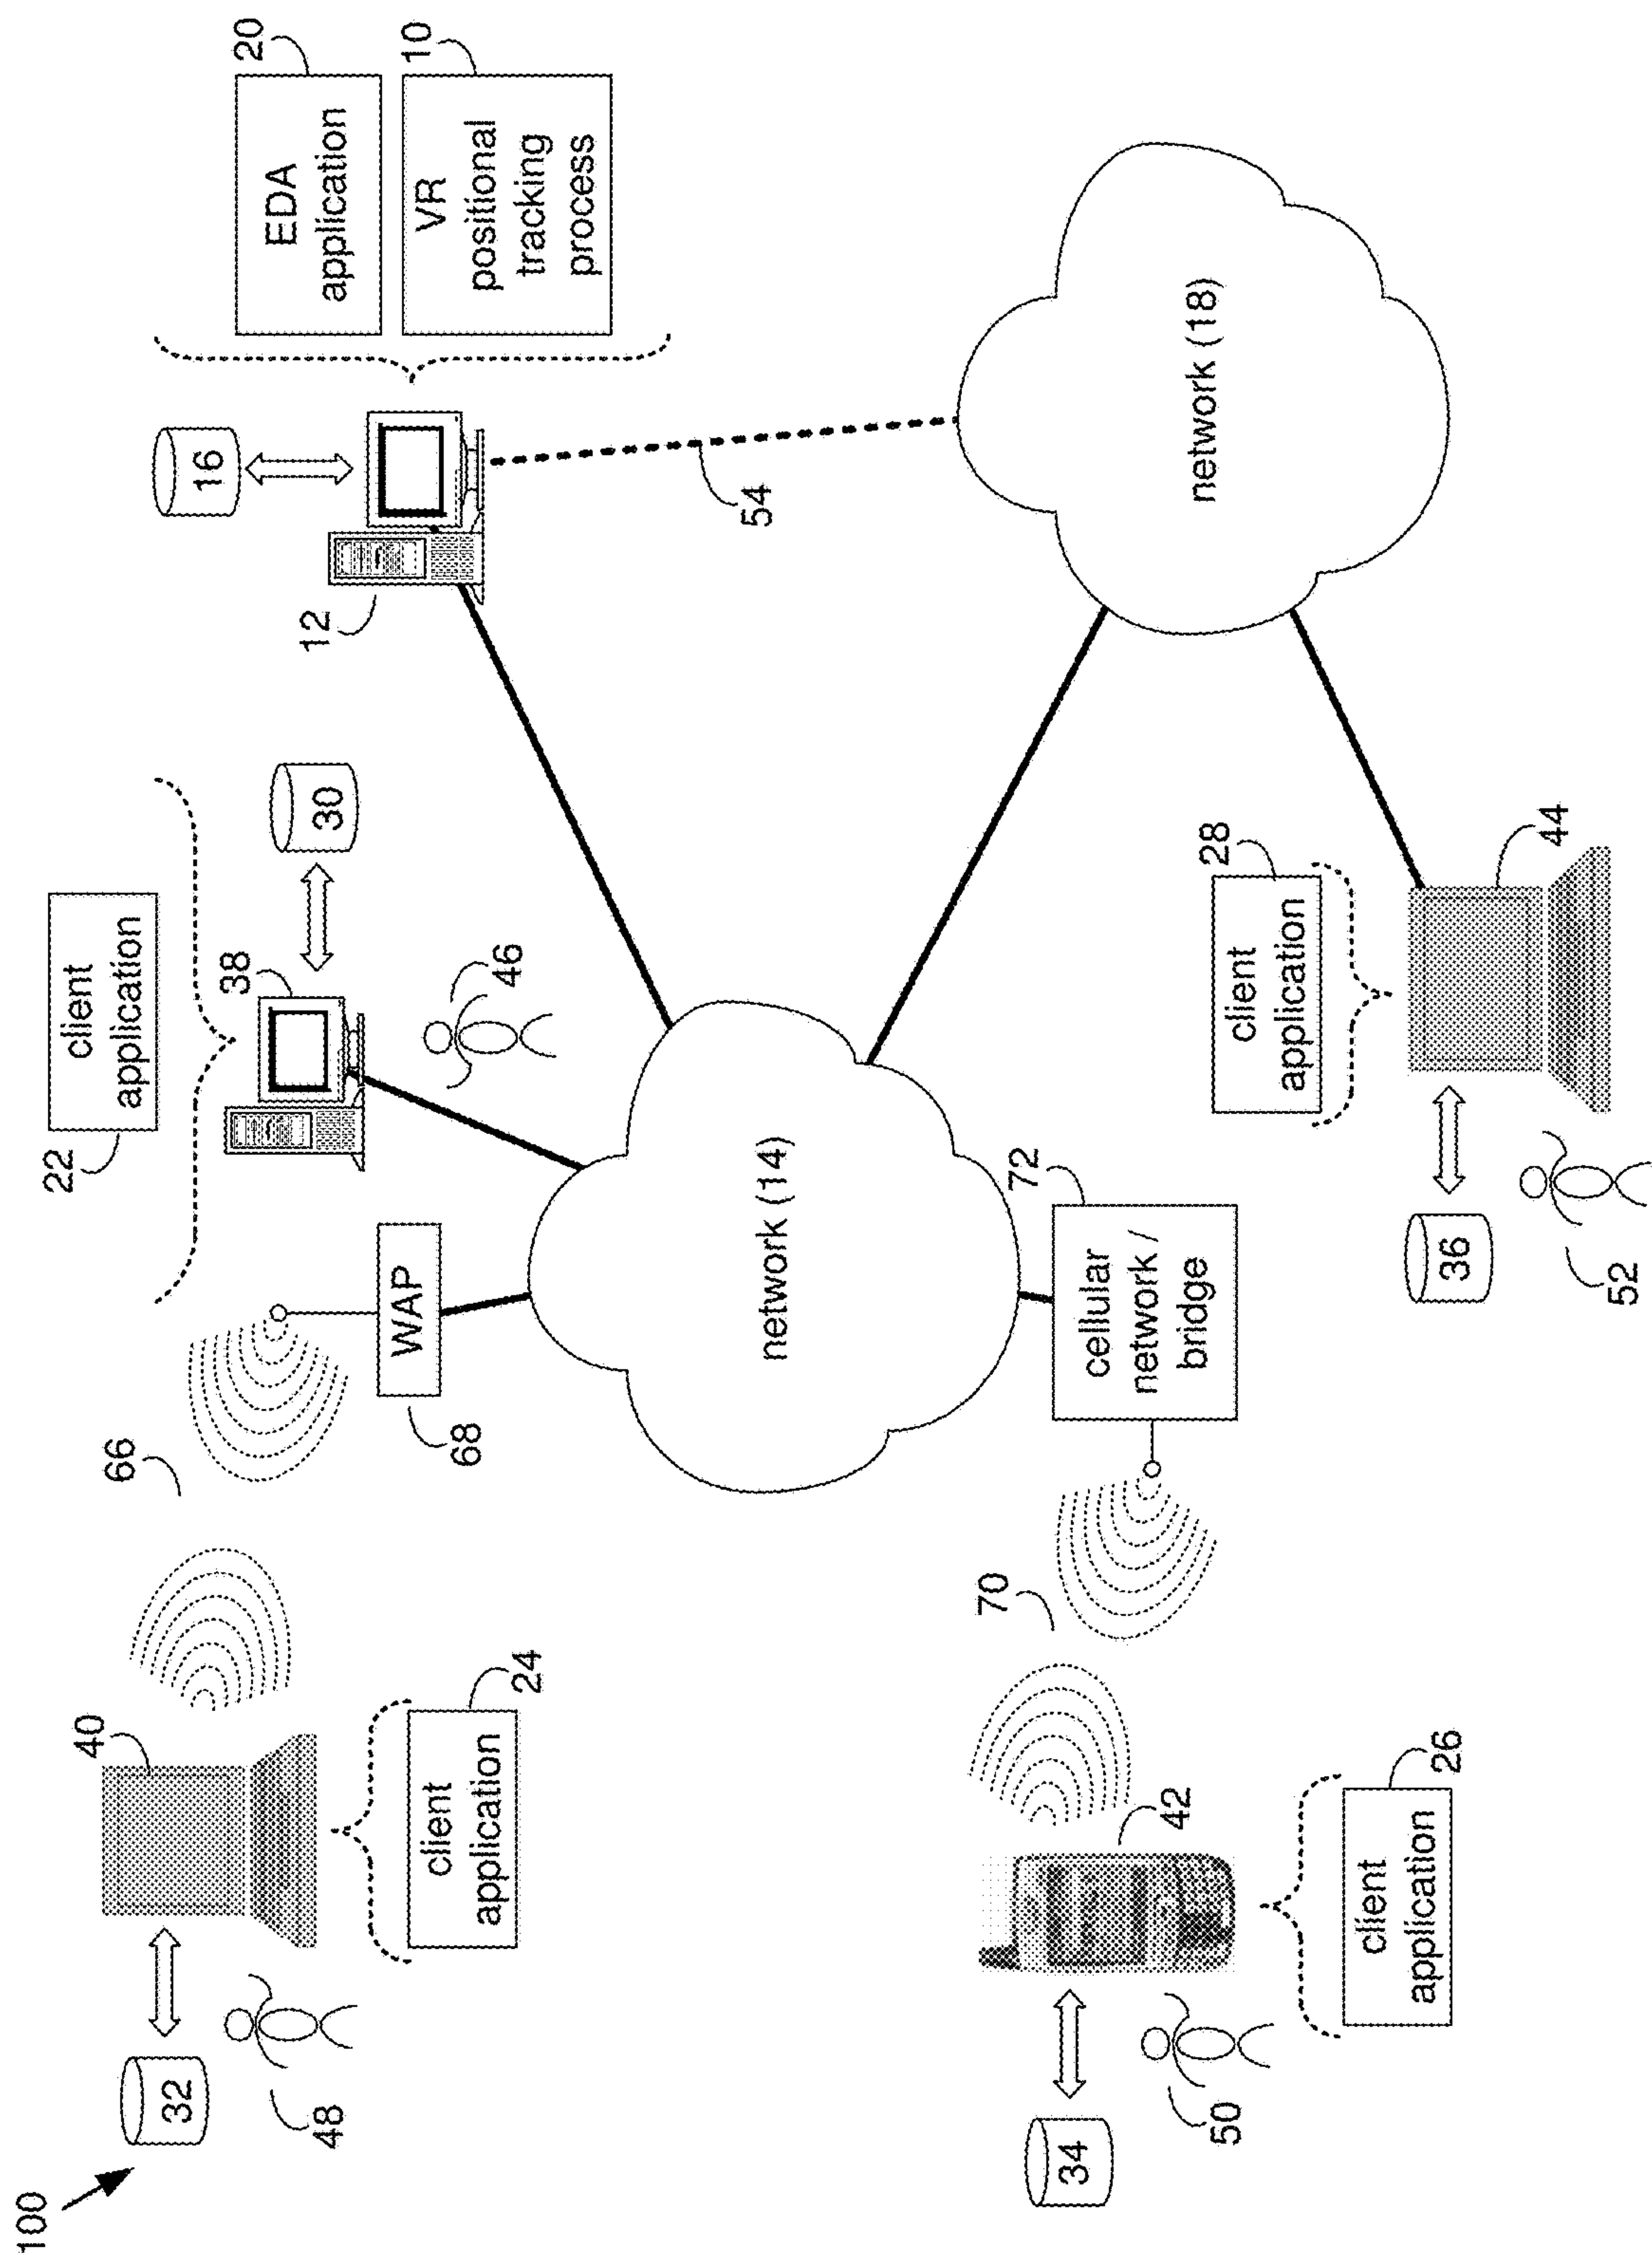 100
32
48
40
client
application
24
66
22
client
application
38
30
46
WAP
68
16
12
EDA
application
20
VR
positional
tracking
process
10
54
network (14)
network (18)
34
50
42
client
application
26
70
cellular
network /
bridge
72
client
application
28
36
52
44